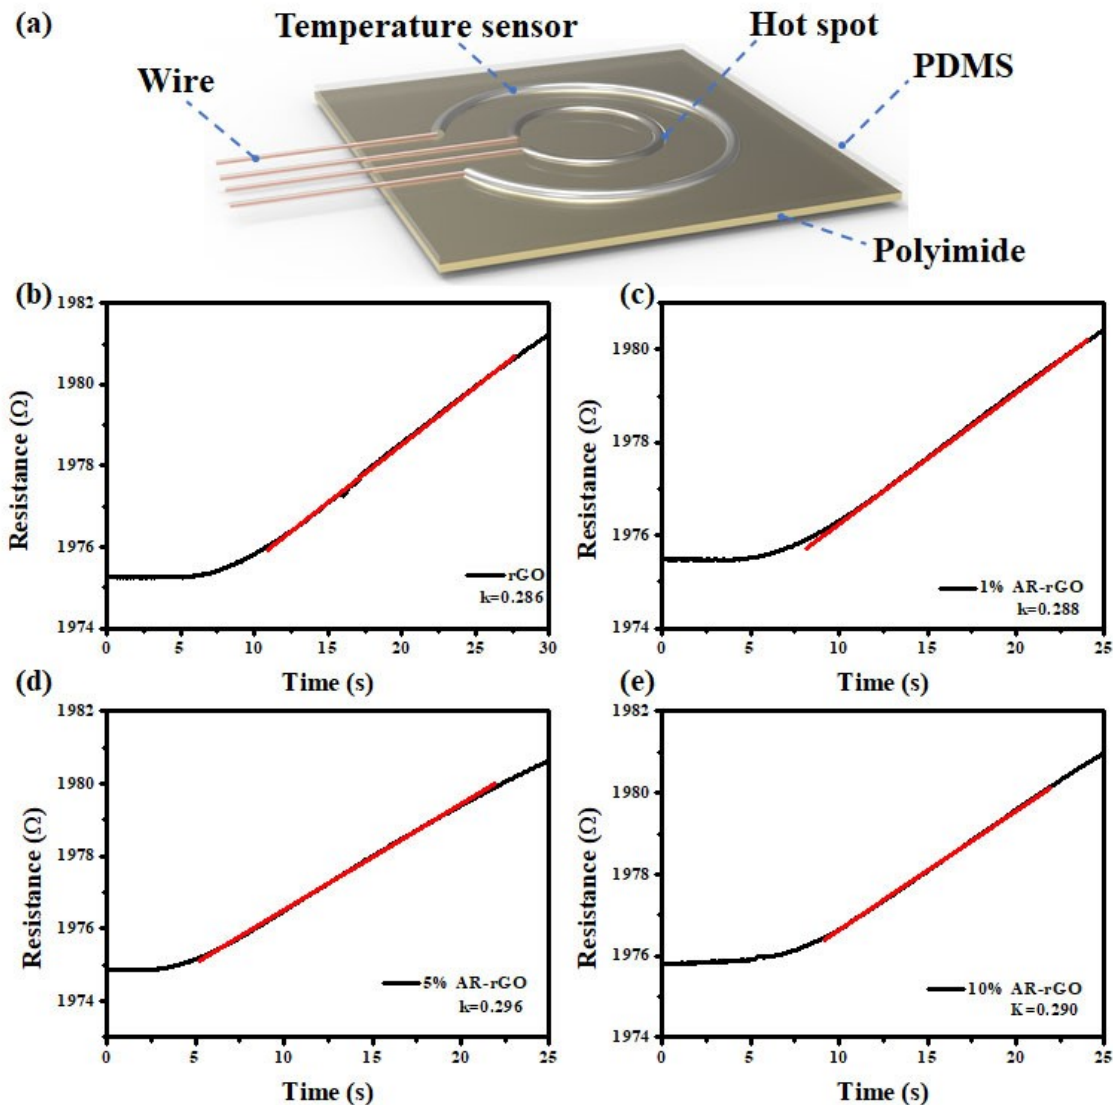 (a)
Temperature sensor
Hot spot
Wire
PDMS
Polyimide
(b)
1982
1980
1978
1976
1974
0 5 10 15 20 25 30
Resistance (Ω)
Time (s)
rGO
k=0.286
(c)
1980
1978
1976
1974
0 5 10 15 20 25
Resistance (Ω)
Time (s)
1% AR-rGO
k=0.288
(d)
1982
1980
1978
1976
1974
0 5 10 15 20 25
Resistance (Ω)
Time (s)
5% AR-rGO
k=0.296
(e)
1982
1980
1978
1976
1974
0 5 10 15 20 25
Resistance (Ω)
Time (s)
10% AR-rGO
K=0.290